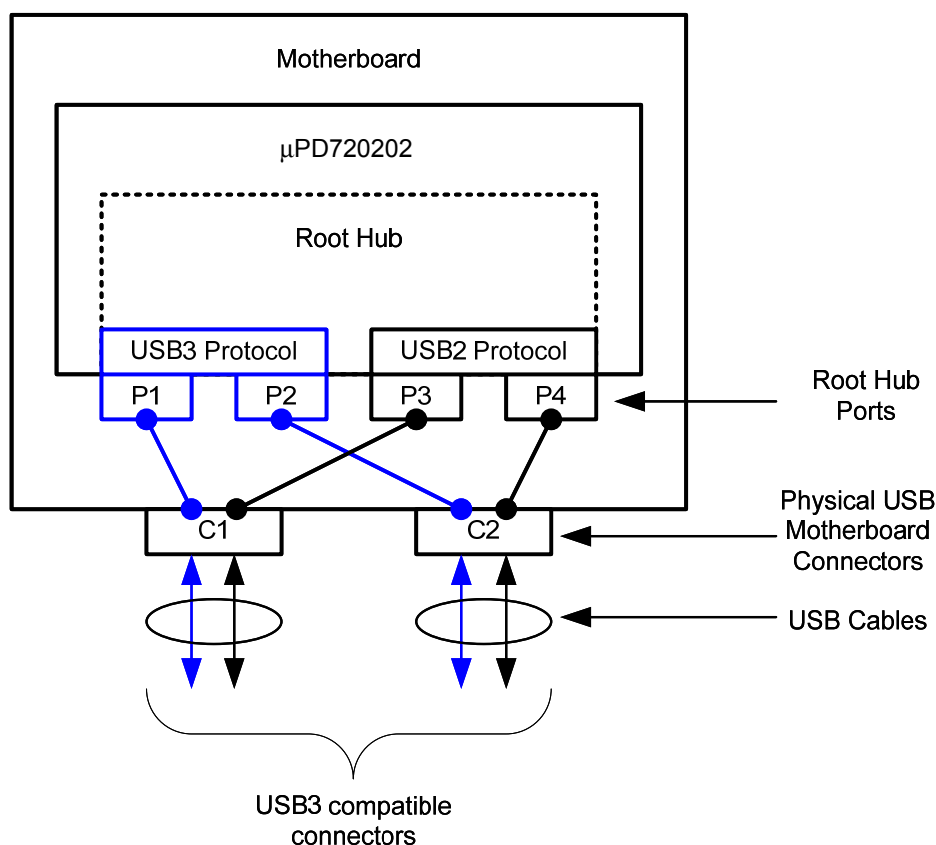 Motherboard
μPD720202
Root Hub
USB3 Protocol
USB2 Protocol
P1
P2
P3
P4
Root Hub
Ports
C1
C2
Physical USB
Motherboard
Connectors
USB Cables
USB3 compatible
connectors